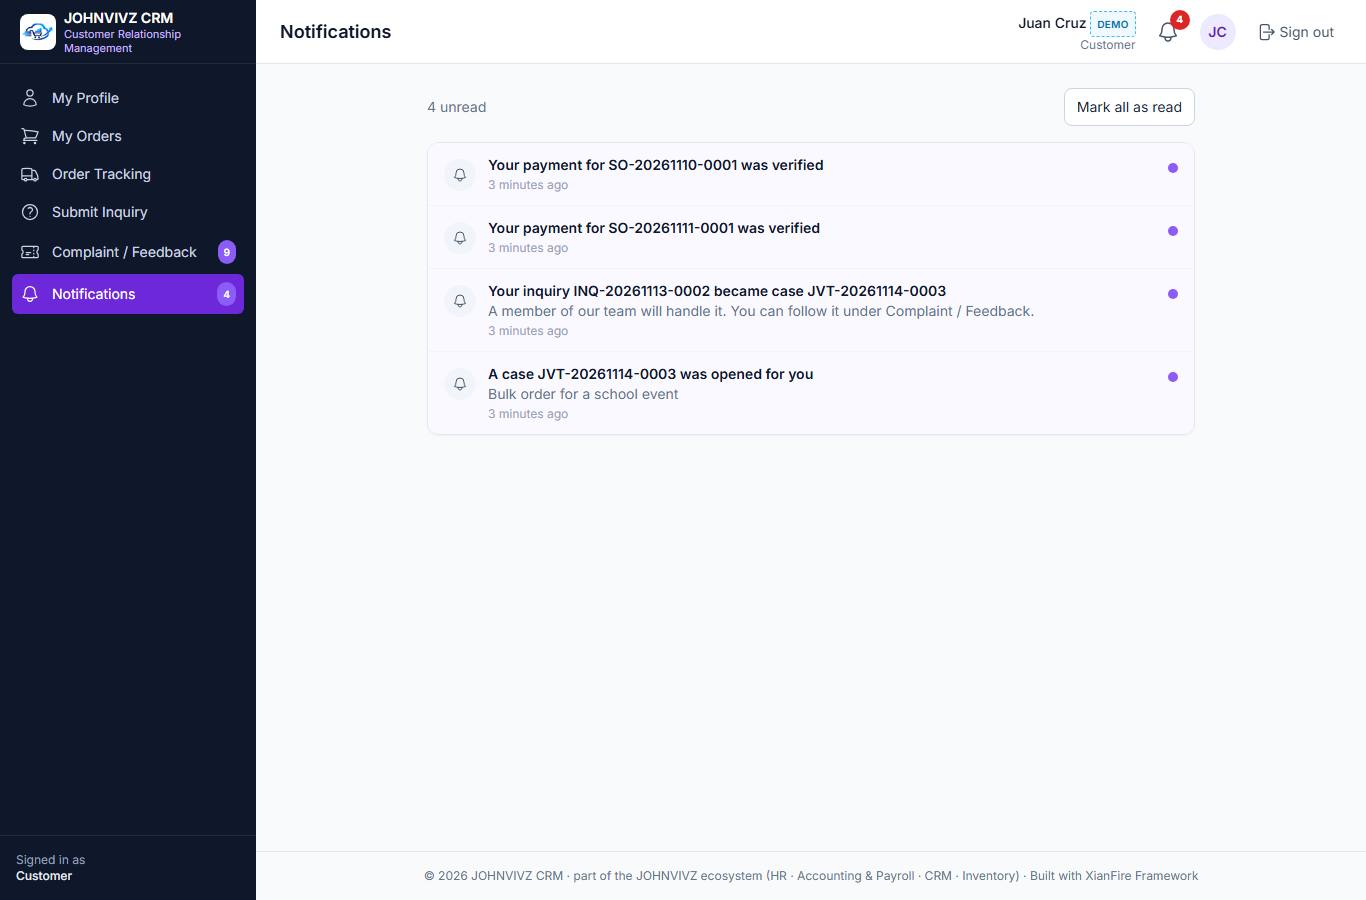 JOHNVIVZ CRM
Customer Relationship
Management
My Profile
My Orders
Order Tracking
Submit Inquiry
Complaint / Feedback 9
Notifications 4
Signed in as
Customer
Notifications
Juan Cruz DEMO
Customer
4
JC
Sign out
4 unread
Mark all as read
Your payment for SO-20261110-0001 was verified
3 minutes ago
Your payment for SO-20261111-0001 was verified
3 minutes ago
Your inquiry INQ-20261113-0002 became case JVT-20261114-0003
A member of our team will handle it. You can follow it under Complaint / Feedback.
3 minutes ago
A case JVT-20261114-0003 was opened for you
Bulk order for a school event
3 minutes ago
© 2026 JOHNVIVZ CRM · part of the JOHNVIVZ ecosystem (HR · Accounting & Payroll · CRM · Inventory) · Built with XianFire Framework